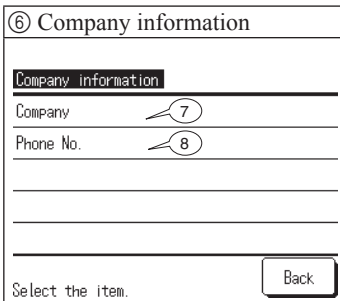 ⑥ Company information
Company information
Company 7
Phone No. 8
Select the item.
Back